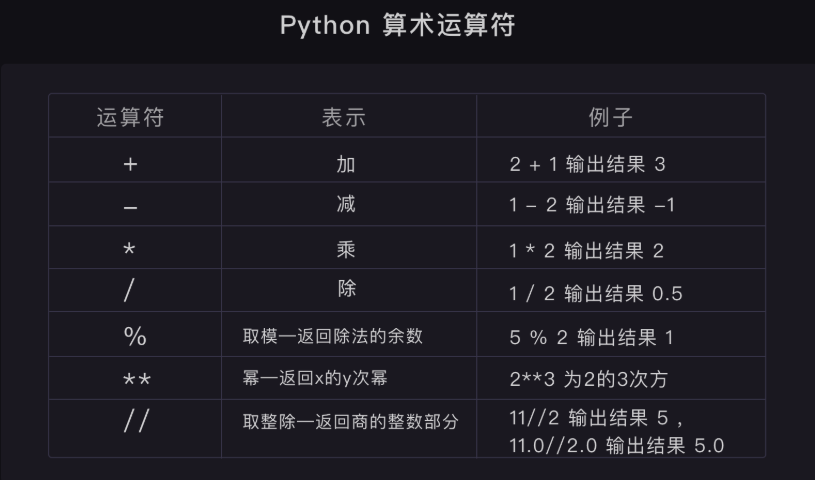 Python 算术运算符
运算符 表示 例子
+ 加 2 + 1 输出结果 3
– 减 1 – 2 输出结果 –1
* 乘 1 * 2 输出结果 2
/ 除 1 / 2 输出结果 0.5
% 取模一返回除法的余数 5 % 2 输出结果 1
** 幂一返回x的y次幂 2**3 为2的3次方
// 取整除一返回商的整数部分 11//2 输出结果 5 ,
11.0//2.0 输出结果 5.0